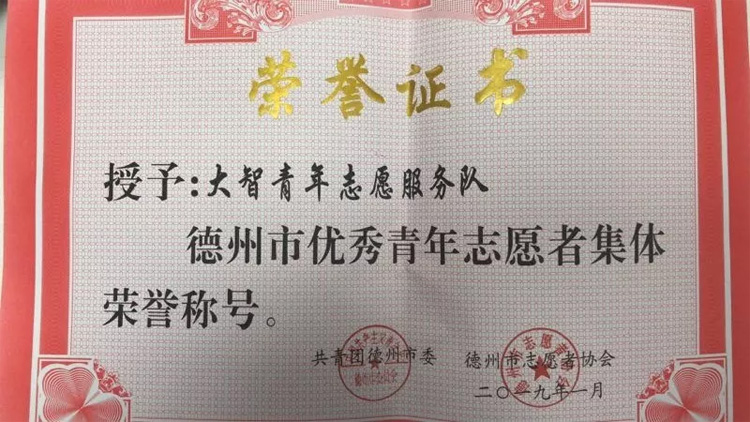 荣誉证书
授予:大智青年志愿服务队
德州市优秀青年志愿者集体
荣誉称号。
共青团德州市委 德州市志愿者协会
二〇一九年一月